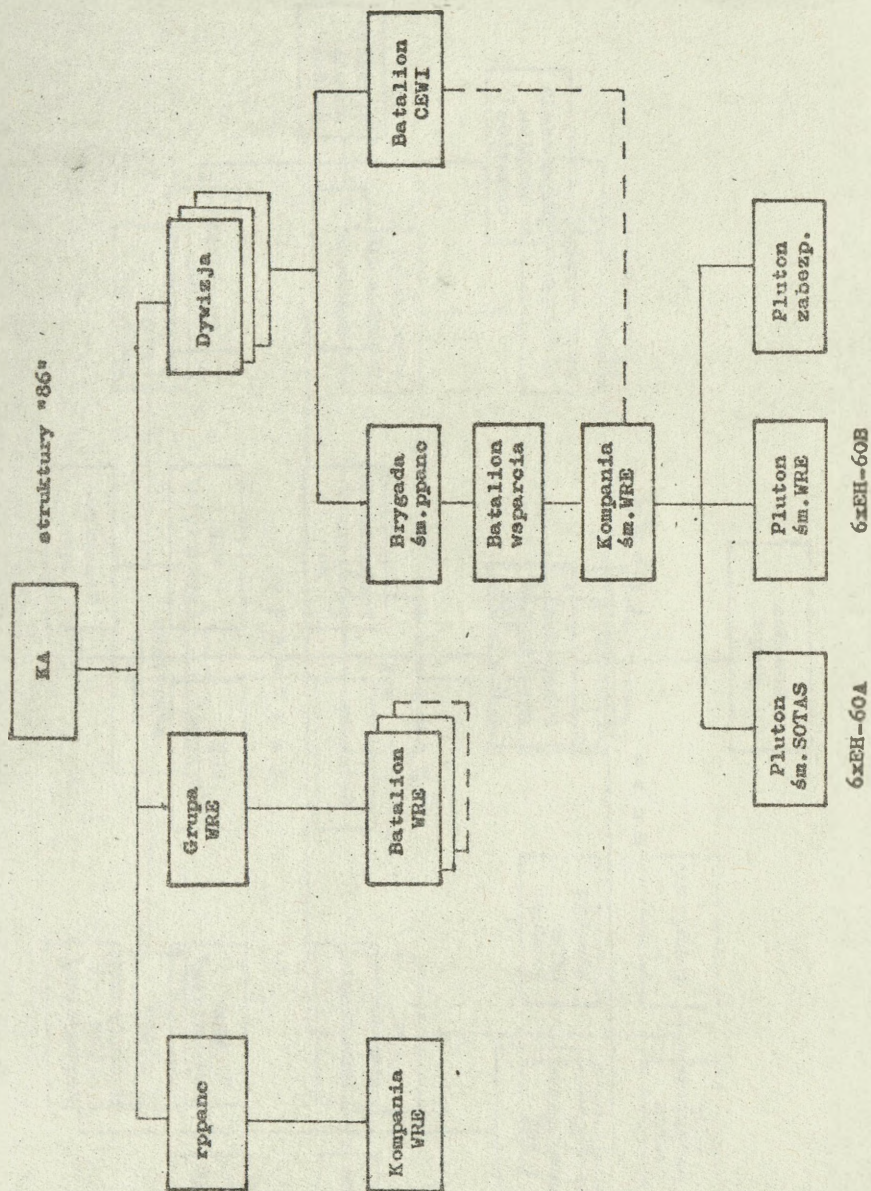 struktury "86"
KA
rppanc
Grupa
WRE
Dywizja
Kompania
WRE
Batalion
WRE
Brygada
śm.ppanc
Batalion
CEWI
Batalion
wsparcia
Kompania
śm.WRE
Pluton
śm.SOTAS
Pluton
śm.WRE
Pluton
zabezp.
6xEH-60A
6xEH-60B